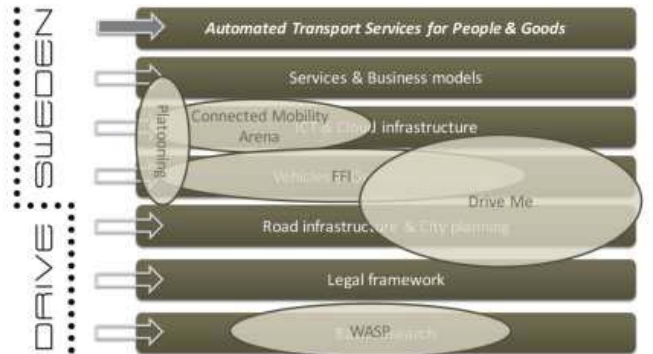 DRIVE SWEDEN
Automated Transport Services for People & Goods
Services & Business models
Platooning
Connected Mobility
Arena
ICT & Cloud infrastructure
Vehicles
FFI
Drive Me
Road infrastructure & City planning
Legal framework
WASP